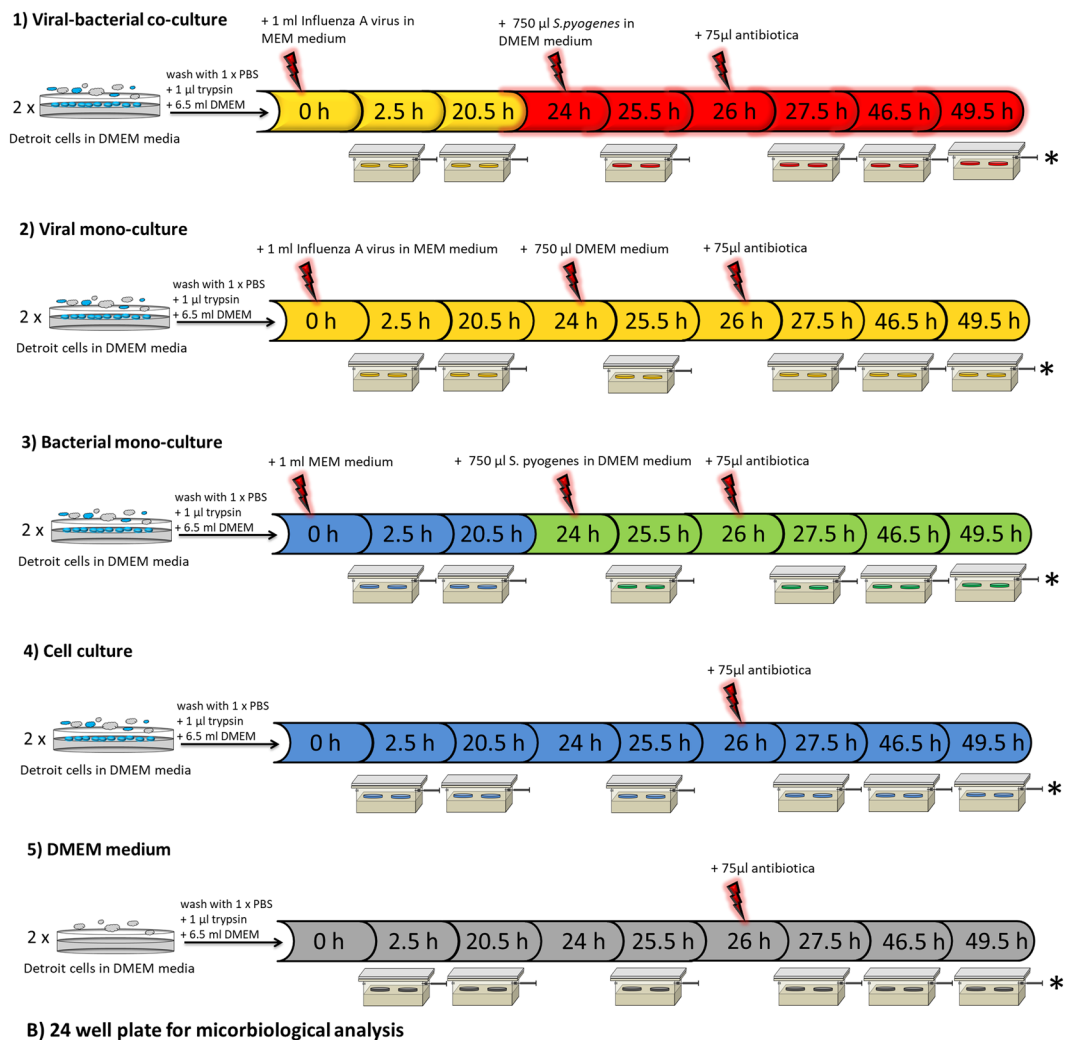 1) Viral-bacterial co-culture
+ 1 ml Influenza A virus in
MEM medium
+ 750 µl S.pyogenes in
DMEM medium
+ 75µl antibiotica
wash with 1 x PBS
+ 1 µl trypsin
+ 6.5 ml DMEM
2 x
Detroit cells in DMEM media
0 h 2.5 h 20.5 h 24 h 25.5 h 26 h 27.5 h 46.5 h 49.5 h
*
2) Viral mono-culture
+ 1 ml Influenza A virus in MEM medium + 750 µl DMEM medium + 75µl antibiotica
wash with 1 x PBS
+ 1 µl trypsin
+ 6.5 ml DMEM
2 x
Detroit cells in DMEM media
0 h 2.5 h 20.5 h 24 h 25.5 h 26 h 27.5 h 46.5 h 49.5 h
*
3) Bacterial mono-culture
+ 1 ml MEM medium + 750 µl S. pyogenes in DMEM medium + 75µl antibiotica
wash with 1 x PBS
+ 1 µl trypsin
+ 6.5 ml DMEM
2 x
Detroit cells in DMEM media
0 h 2.5 h 20.5 h 24 h 25.5 h 26 h 27.5 h 46.5 h 49.5 h
*
4) Cell culture
+ 75µl antibiotica
wash with 1 x PBS
+ 1 µl trypsin
+ 6.5 ml DMEM
2 x
Detroit cells in DMEM media
0 h 2.5 h 20.5 h 24 h 25.5 h 26 h 27.5 h 46.5 h 49.5 h
*
5) DMEM medium
+ 75µl antibiotica
wash with 1 x PBS
+ 1 µl trypsin
+ 6.5 ml DMEM
2 x
Detroit cells in DMEM media
0 h 2.5 h 20.5 h 24 h 25.5 h 26 h 27.5 h 46.5 h 49.5 h
*
B) 24 well plate for micorbiological analysis